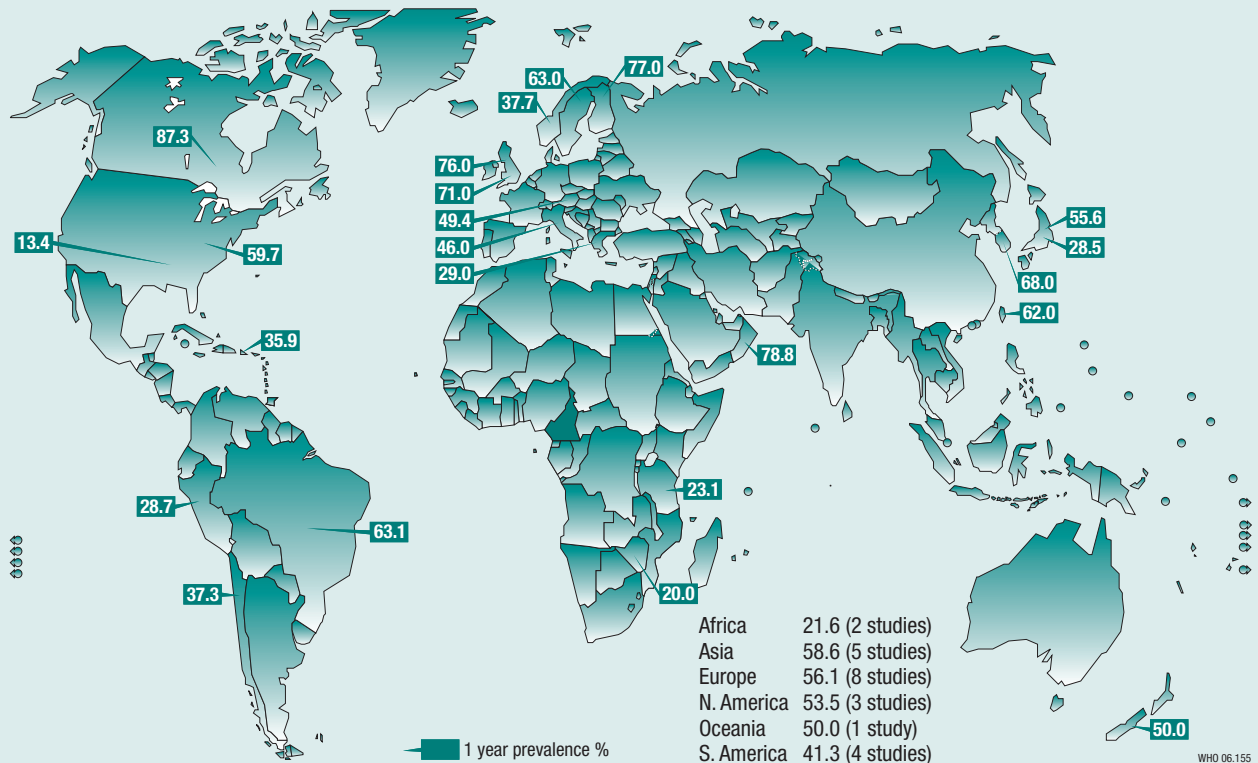 77.0
63.0
37.7
87.3
76.0
71.0
49.4
46.0
29.0
55.6
28.5
68.0
62.0
13.4
59.7
35.9
78.8
28.7
63.1
23.1
37.3
20.0
Africa 21.6 (2 studies)
Asia 58.6 (5 studies)
Europe 56.1 (8 studies)
N. America 53.5 (3 studies)
Oceania 50.0 (1 study)
S. America 41.3 (4 studies)
50.0
1 year prevalence %
WHO 06.155